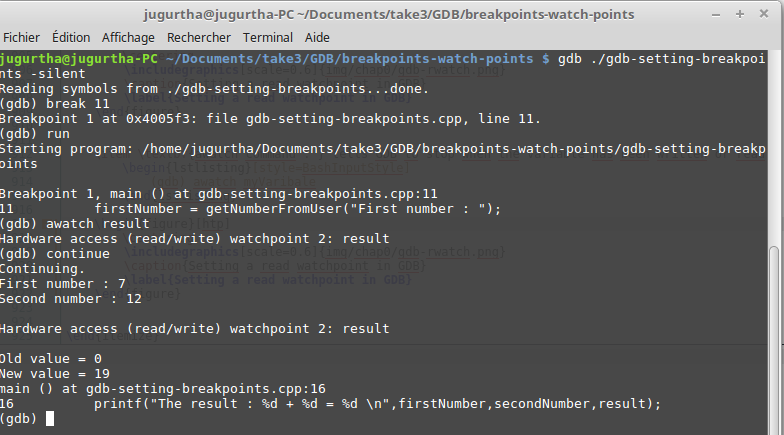 jugurtha@jugurtha-PC ~/Documents/take3/GDB/breakpoints-watch-points
Fichier Édition Affichage Rechercher Terminal Aide
jugurtha@jugurtha-PC ~/Documents/take3/GDB/breakpoints-watch-points $ gdb ./gdb-setting-breakpoi
nts -silent
Reading symbols from ./gdb-setting-breakpoints...done.
(gdb) break 11
Breakpoint 1 at 0x4005f3: file gdb-setting-breakpoints.cpp, line 11.
(gdb) run
Starting program: /home/jugurtha/Documents/take3/GDB/breakpoints-watch-points/gdb-setting-breakp
oints
Breakpoint 1, main () at gdb-setting-breakpoints.cpp:11
11 firstNumber = getNumberFromUser("First number : ");
(gdb) awatch result
Hardware access (read/write) watchpoint 2: result
(gdb) continue
Continuing.
First number : 7
Second number : 12
Hardware access (read/write) watchpoint 2: result
Old value = 0
New value = 19
main () at gdb-setting-breakpoints.cpp:16
16 printf("The result : %d + %d = %d \n",firstNumber,secondNumber,result);
(gdb)